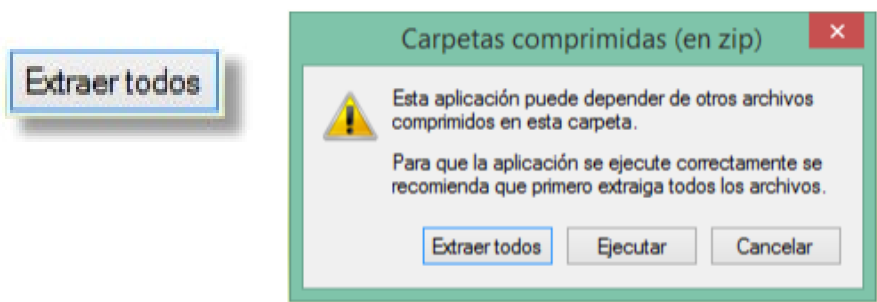 Extraer todos
Carpetas comprimidas (en zip)
Esta aplicación puede depender de otros archivos
comprimidos en esta carpeta.
Para que la aplicación se ejecute correctamente se
recomienda que primero extraiga todos los archivos.
Extraer todos
Ejecutar
Cancelar